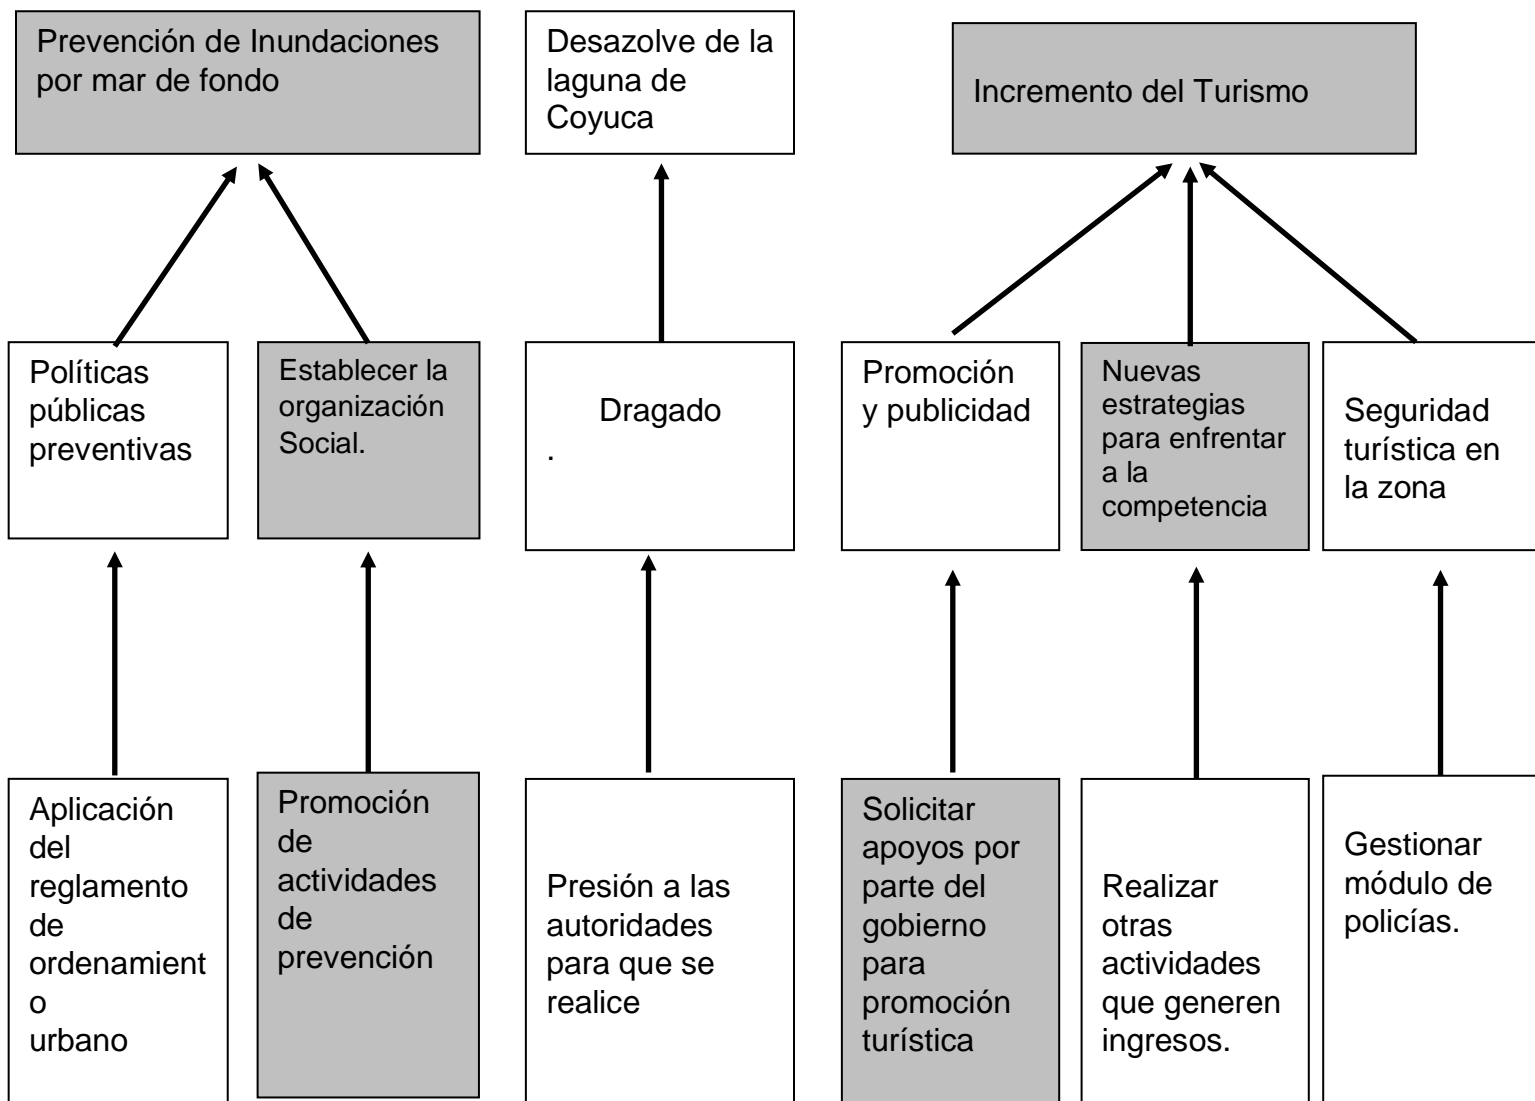 Prevención de Inundaciones
por mar de fondo
Desazolve de la
laguna de
Coyuca
Incremento del Turismo
Políticas
públicas
preventivas
Establecer la
organización
Social.
Dragado
.
Promoción
y publicidad
Nuevas
estrategias
para enfrentar
a la
competencia
Seguridad
turística en
la zona
Aplicación
del
reglamento
de
ordenamient
o
urbano
Promoción
de
actividades
de
prevención
Presión a las
autoridades
para que se
realice
Solicitar
apoyos por
parte del
gobierno
para
promoción
turística
Realizar
otras
actividades
que generen
ingresos.
Gestionar
módulo de
policías.